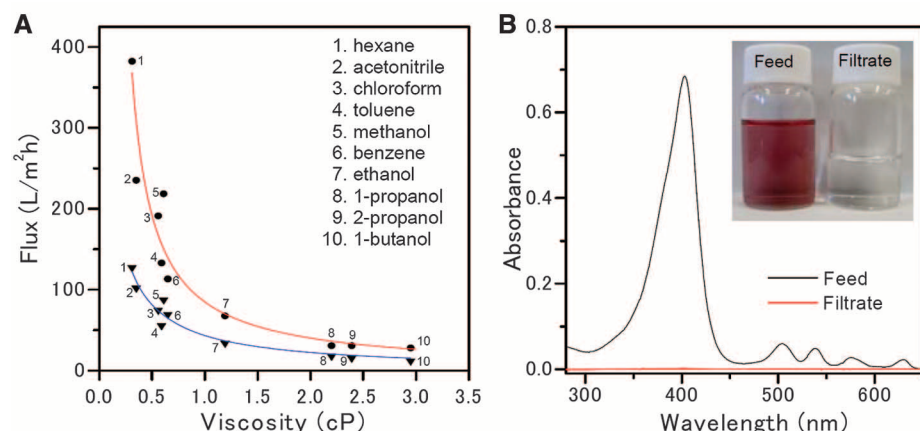 A
400
300
200
100
0
Flux (L/m²h)
0.0 0.5 1.0 1.5 2.0 2.5 3.0
Viscosity (cP)
1. hexane
2. acetonitrile
3. chloroform
4. toluene
5. methanol
6. benzene
7. ethanol
8. 1-propanol
9. 2-propanol
10. 1-butanol
1
2
5
3
4
6
7
8
9
10
1
2
5
3
6
4
7
8
9
10
B
0.8
0.6
0.4
0.2
0.0
Absorbance
300 400 500 600
Wavelength (nm)
Feed Filtrate
Feed
Filtrate